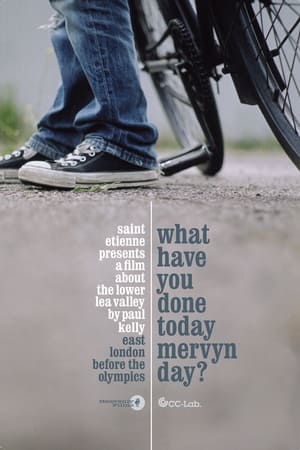 saint
etienne
presents
a film
about
the lower
lea valley
by paul
kelly
east
london
before the
olympics
what
have
you
done
today
mervyn
day?
CC-Lab.